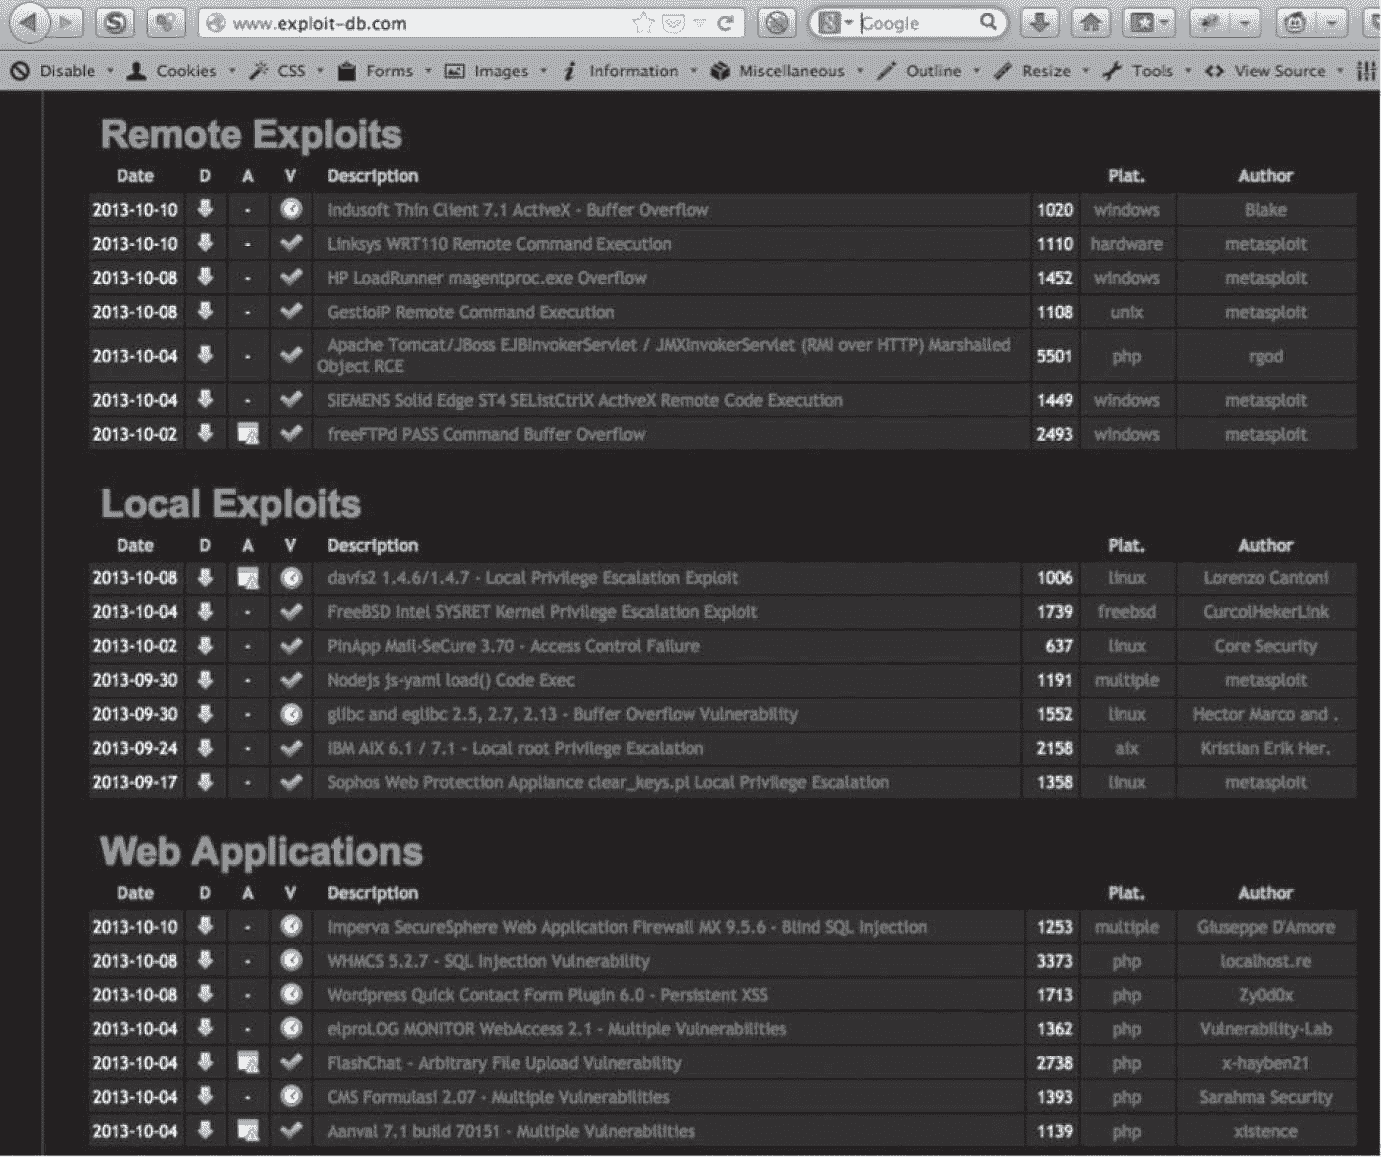 www.exploit-db.com
Google
Disable Cookies CSS Forms Images Information Miscellaneous Outline Resize Tools View Source
Remote Exploits
Date D A V Description Plat. Author
2013-10-10 - Indusoft Thin Client 7.1 ActiveX - Buffer Overflow 1020 windows Blake
2013-10-10 - Linksys WRT110 Remote Command Execution 1110 hardware metasploit
2013-10-08 - HP LoadRunner magentproc.exe Overflow 1452 windows metasploit
2013-10-08 - GestioIP Remote Command Execution 1108 unix metasploit
2013-10-04 - Apache Tomcat/JBoss EJBInvokerServlet / JMXInvokerServlet (RMI over HTTP) Marshalled
Object RCE 5501 php rgod
2013-10-04 - SIEMENS Solid Edge ST4 SEListCtrlX ActiveX Remote Code Execution 1449 windows metasploit
2013-10-02 freeFTPd PASS Command Buffer Overflow 2493 windows metasploit
Local Exploits
Date D A V Description Plat. Author
2013-10-08 davfs2 1.4.6/1.4.7 - Local Privilege Escalation Exploit 1006 linux Lorenzo Cantoni
2013-10-04 - FreeBSD Intel SYSRET Kernel Privilege Escalation Exploit 1739 freebsd CurcolHekerLink
2013-10-02 - PinApp Mail-SeCure 3.70 - Access Control Failure 637 linux Core Security
2013-09-30 - Nodejs js-yaml load() Code Exec 1191 multiple metasploit
2013-09-30 - glibc and eglibc 2.5, 2.7, 2.13 - Buffer Overflow Vulnerability 1552 linux Hector Marco and .
2013-09-24 - IBM AIX 6.1 / 7.1 - Local root Privilege Escalation 2158 aix Kristian Erik Her.
2013-09-17 - Sophos Web Protection Appliance clear_keys.pl Local Privilege Escalation 1358 linux metasploit
Web Applications
Date D A V Description Plat. Author
2013-10-10 - Imperva SecureSphere Web Application Firewall MX 9.5.6 - Blind SQL Injection 1253 multiple Giuseppe D'Amore
2013-10-08 - WHMCS 5.2.7 - SQL Injection Vulnerability 3373 php localhost.re
2013-10-08 - Wordpress Quick Contact Form Plugin 6.0 - Persistent XSS 1713 php Zy0d0x
2013-10-04 - elproLOG MONITOR WebAccess 2.1 - Multiple Vulnerabilities 1362 php Vulnerability-Lab
2013-10-04 FlashChat - Arbitrary File Upload Vulnerability 2738 php x-hayben21
2013-10-04 - CMS Formulasi 2.07 - Multiple Vulnerabilities 1393 php Sarahma Security
2013-10-04 Aanval 7.1 build 70151 - Multiple Vulnerabilities 1139 php xistence